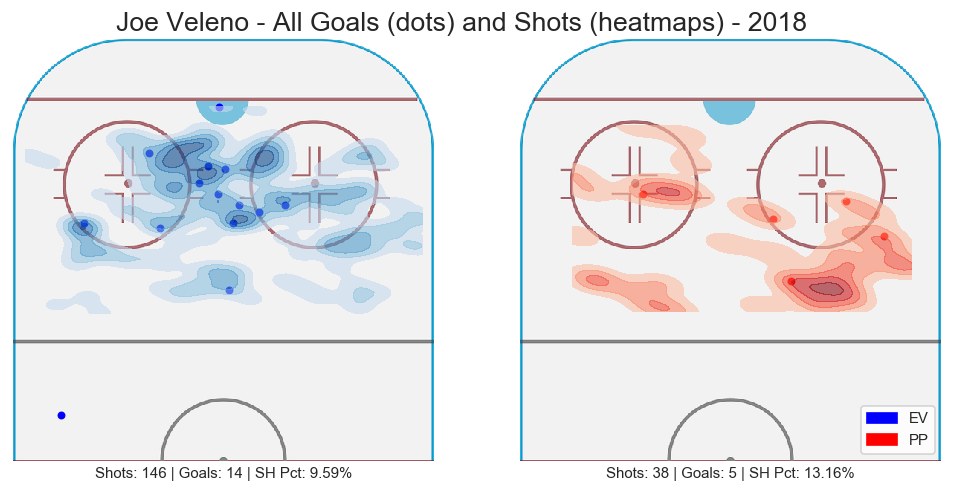 Joe Veleno - All Goals (dots) and Shots (heatmaps) - 2018
EV
PP
Shots: 146 | Goals: 14 | SH Pct: 9.59%
Shots: 38 | Goals: 5 | SH Pct: 13.16%